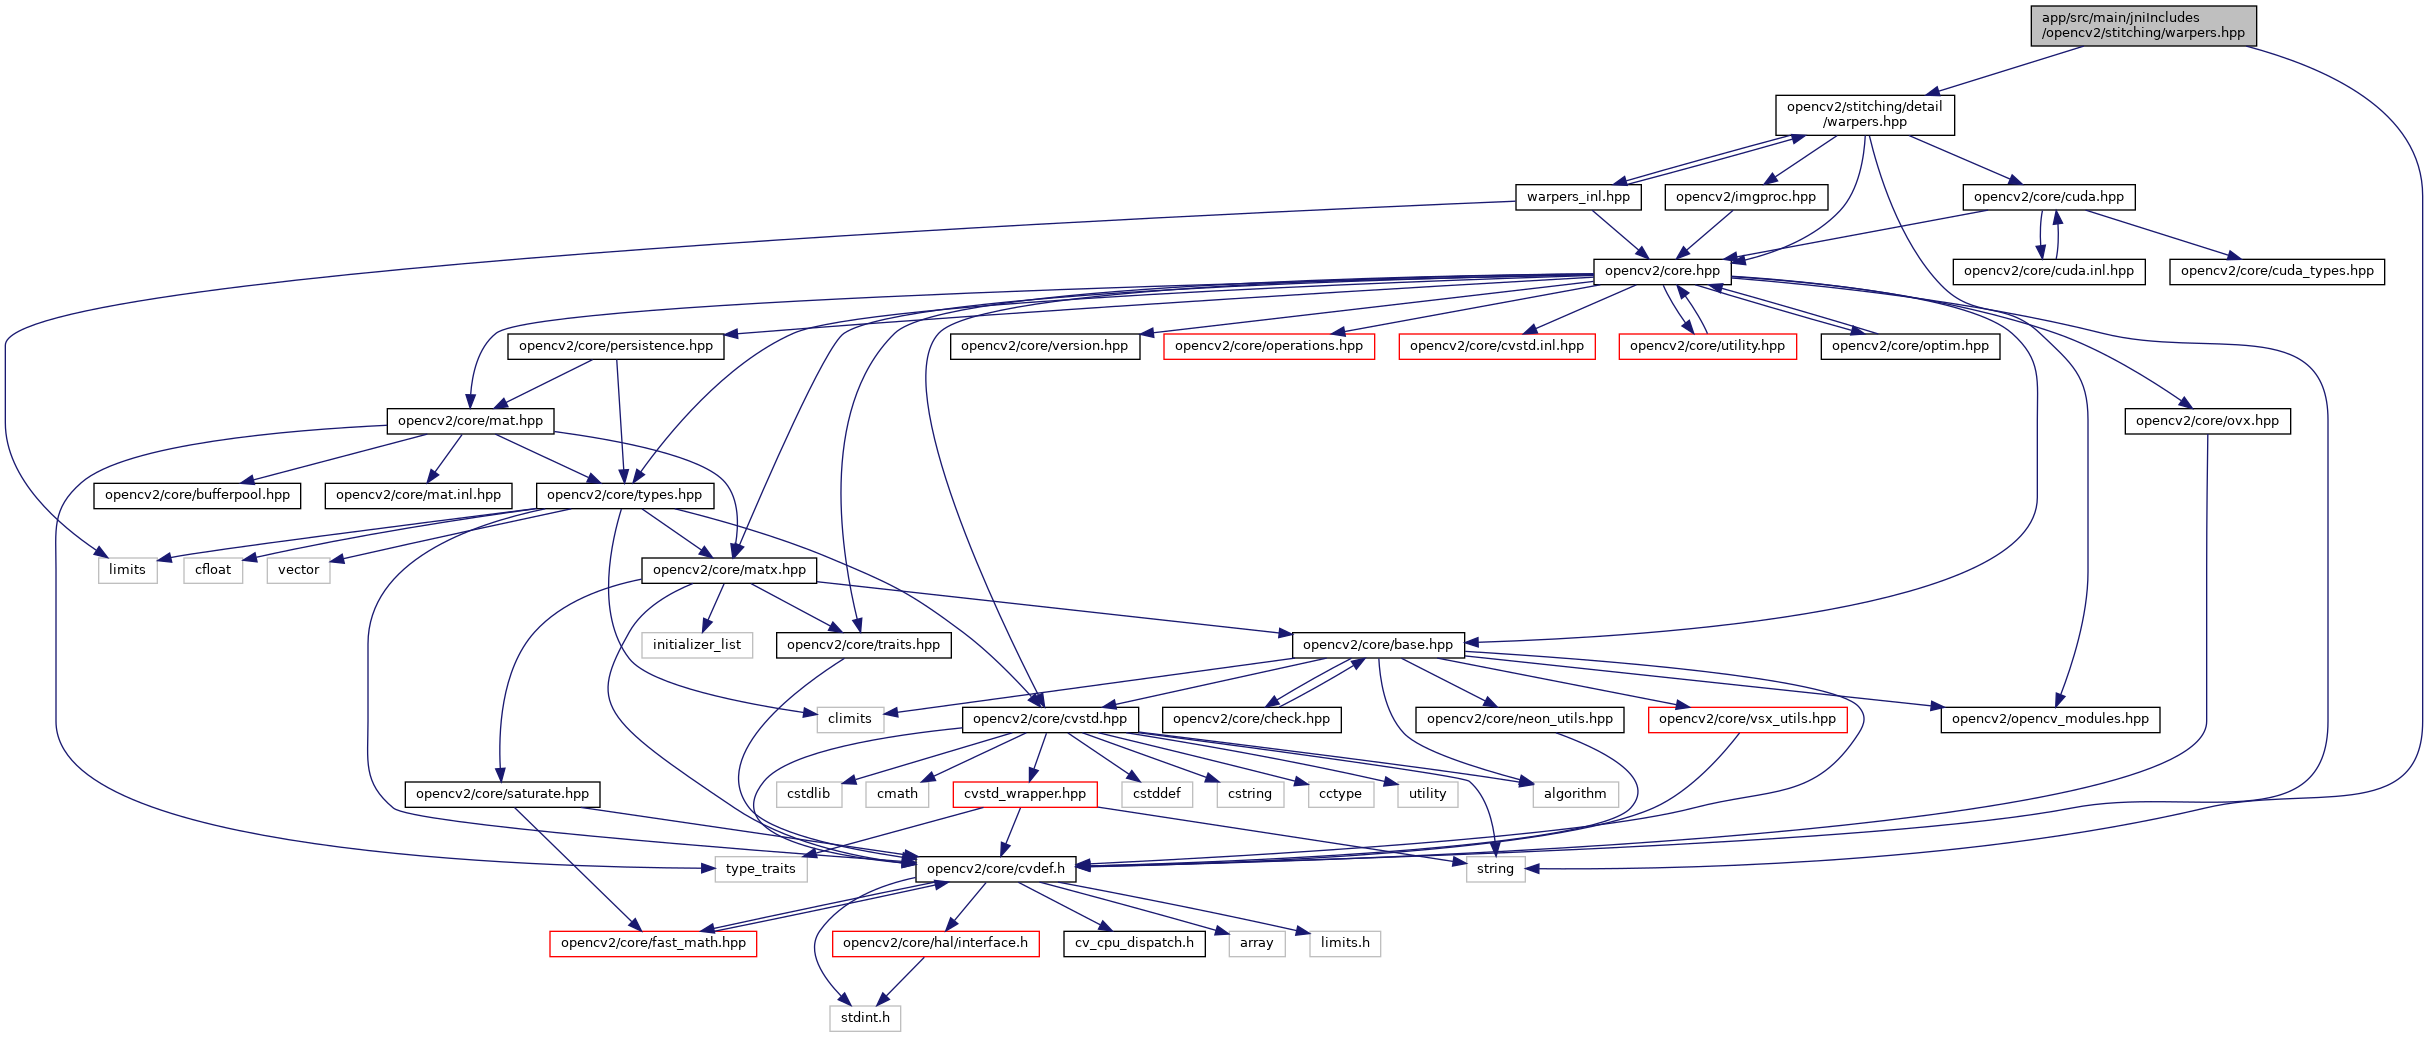 app/src/main/jniIncludes
/opencv2/stitching/warpers.hpp
opencv2/stitching/detail
/warpers.hpp
warpers_inl.hpp
opencv2/imgproc.hpp
opencv2/core/cuda.hpp
opencv2/core.hpp
opencv2/core/cuda.inl.hpp
opencv2/core/cuda_types.hpp
opencv2/core/persistence.hpp
opencv2/core/version.hpp
opencv2/core/operations.hpp
opencv2/core/cvstd.inl.hpp
opencv2/core/utility.hpp
opencv2/core/optim.hpp
opencv2/core/mat.hpp
opencv2/core/ovx.hpp
opencv2/core/bufferpool.hpp
opencv2/core/mat.inl.hpp
opencv2/core/types.hpp
limits
cfloat
vector
opencv2/core/matx.hpp
initializer_list
opencv2/core/traits.hpp
opencv2/core/base.hpp
climits
opencv2/core/cvstd.hpp
opencv2/core/check.hpp
opencv2/core/neon_utils.hpp
opencv2/core/vsx_utils.hpp
opencv2/opencv_modules.hpp
opencv2/core/saturate.hpp
cstdlib
cmath
cvstd_wrapper.hpp
cstddef
cstring
cctype
utility
algorithm
type_traits
opencv2/core/cvdef.h
string
opencv2/core/fast_math.hpp
opencv2/core/hal/interface.h
cv_cpu_dispatch.h
array
limits.h
stdint.h